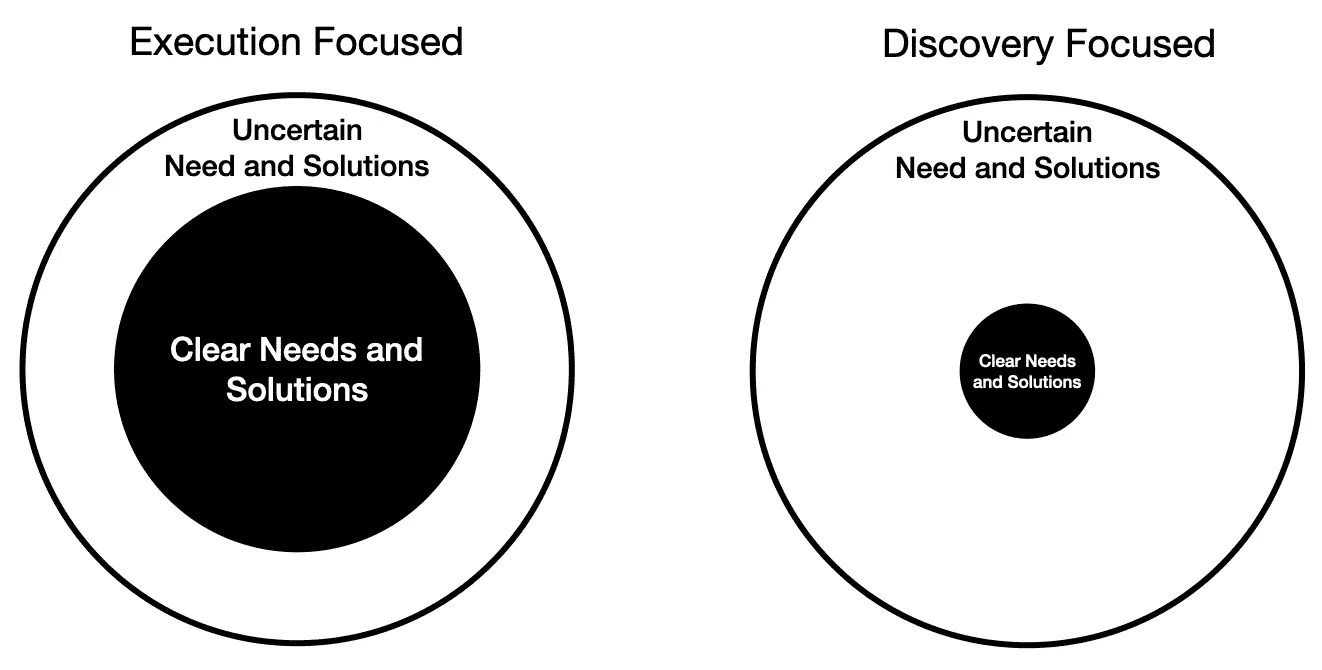 Execution Focused
Uncertain
Need and Solutions
Clear Needs and
Solutions
Discovery Focused
Uncertain
Need and Solutions
Clear Needs
and Solutions